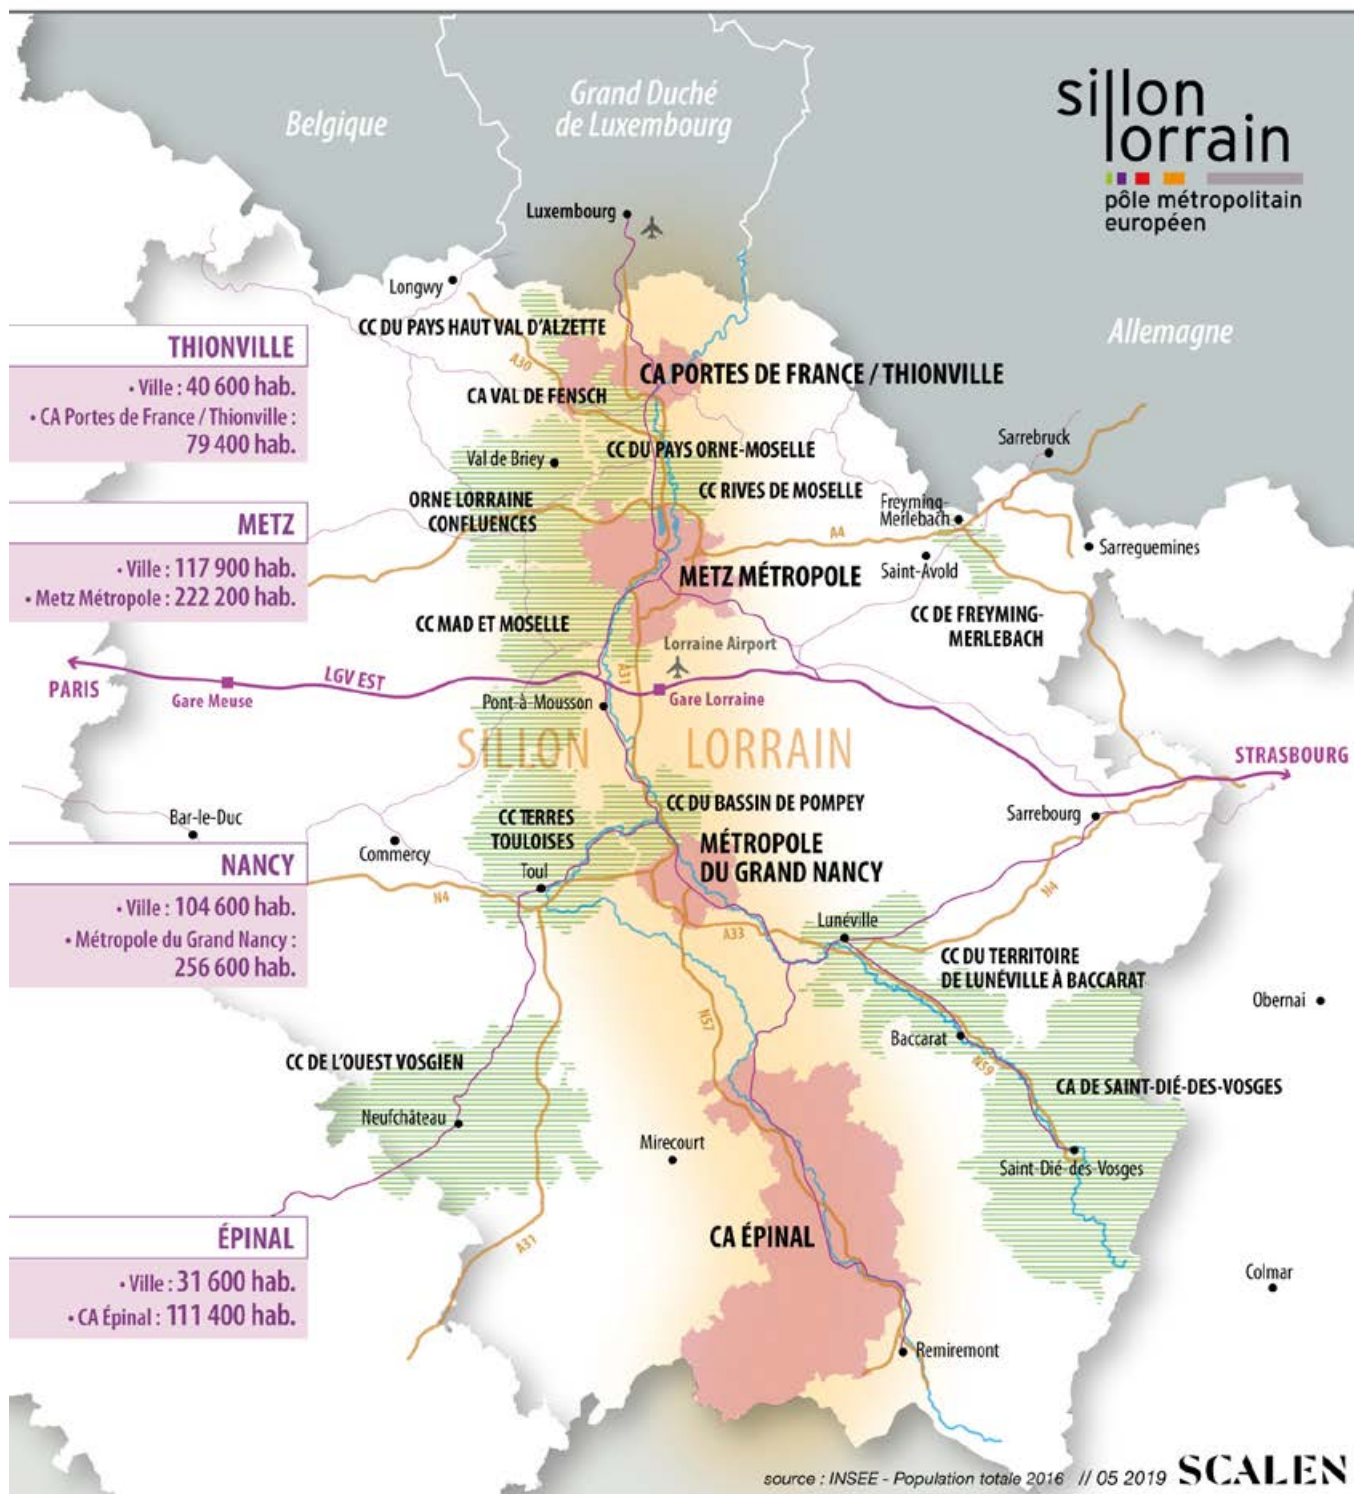 sillon
lorrain
pôle métropolitain
européen
Belgique
Grand Duché
de Luxembourg
Luxembourg
Longwy
Allemagne
CC DU PAYS HAUT VAL D'ALZETTE
A30
CA PORTES DE FRANCE / THIONVILLE
CA VAL DE FENSCH
THIONVILLE
• Ville : 40 600 hab.
• CA Portes de France / Thionville :
79 400 hab.
Val de Briey
CC DU PAYS ORNE-MOSELLE
Sarrebruck
ORNE LORRAINE
CONFLUENCES
CC RIVES DE MOSELLE
Freyming-
Merlebach
A4
Sarreguemines
METZ
• Ville : 117 900 hab.
• Metz Métropole : 222 200 hab.
METZ MÉTROPOLE
Saint-Avold
CC DE FREYMING-
MERLEBACH
CC MAD ET MOSELLE
Lorraine Airport
A31
PARIS
LGV EST
Gare Meuse
Gare Lorraine
Pont-à-Mousson
SILLON LORRAIN
STRASBOURG
CC DU BASSIN DE POMPEY
Sarrebourg
Bar-le-Duc
Commercy
CC TERRES
TOULOISES
Toul
MÉTROPOLE
DU GRAND NANCY
NANCY
• Ville : 104 600 hab.
• Métropole du Grand Nancy :
256 600 hab.
N4
A33
Lunéville
N4
CC DU TERRITOIRE
DE LUNÉVILLE À BACCARAT
Obernai
N57
Baccarat
N59
CC DE L'OUEST VOSGIEN
CA DE SAINT-DIÉ-DES-VOSGES
Neufchâteau
Mirecourt
Saint-Dié-des-Vosges
ÉPINAL
• Ville : 31 600 hab.
• CA Épinal : 111 400 hab.
A31
CA ÉPINAL
Colmar
Remiremont
source : INSEE - Population totale 2016 // 05 2019 SCALEN